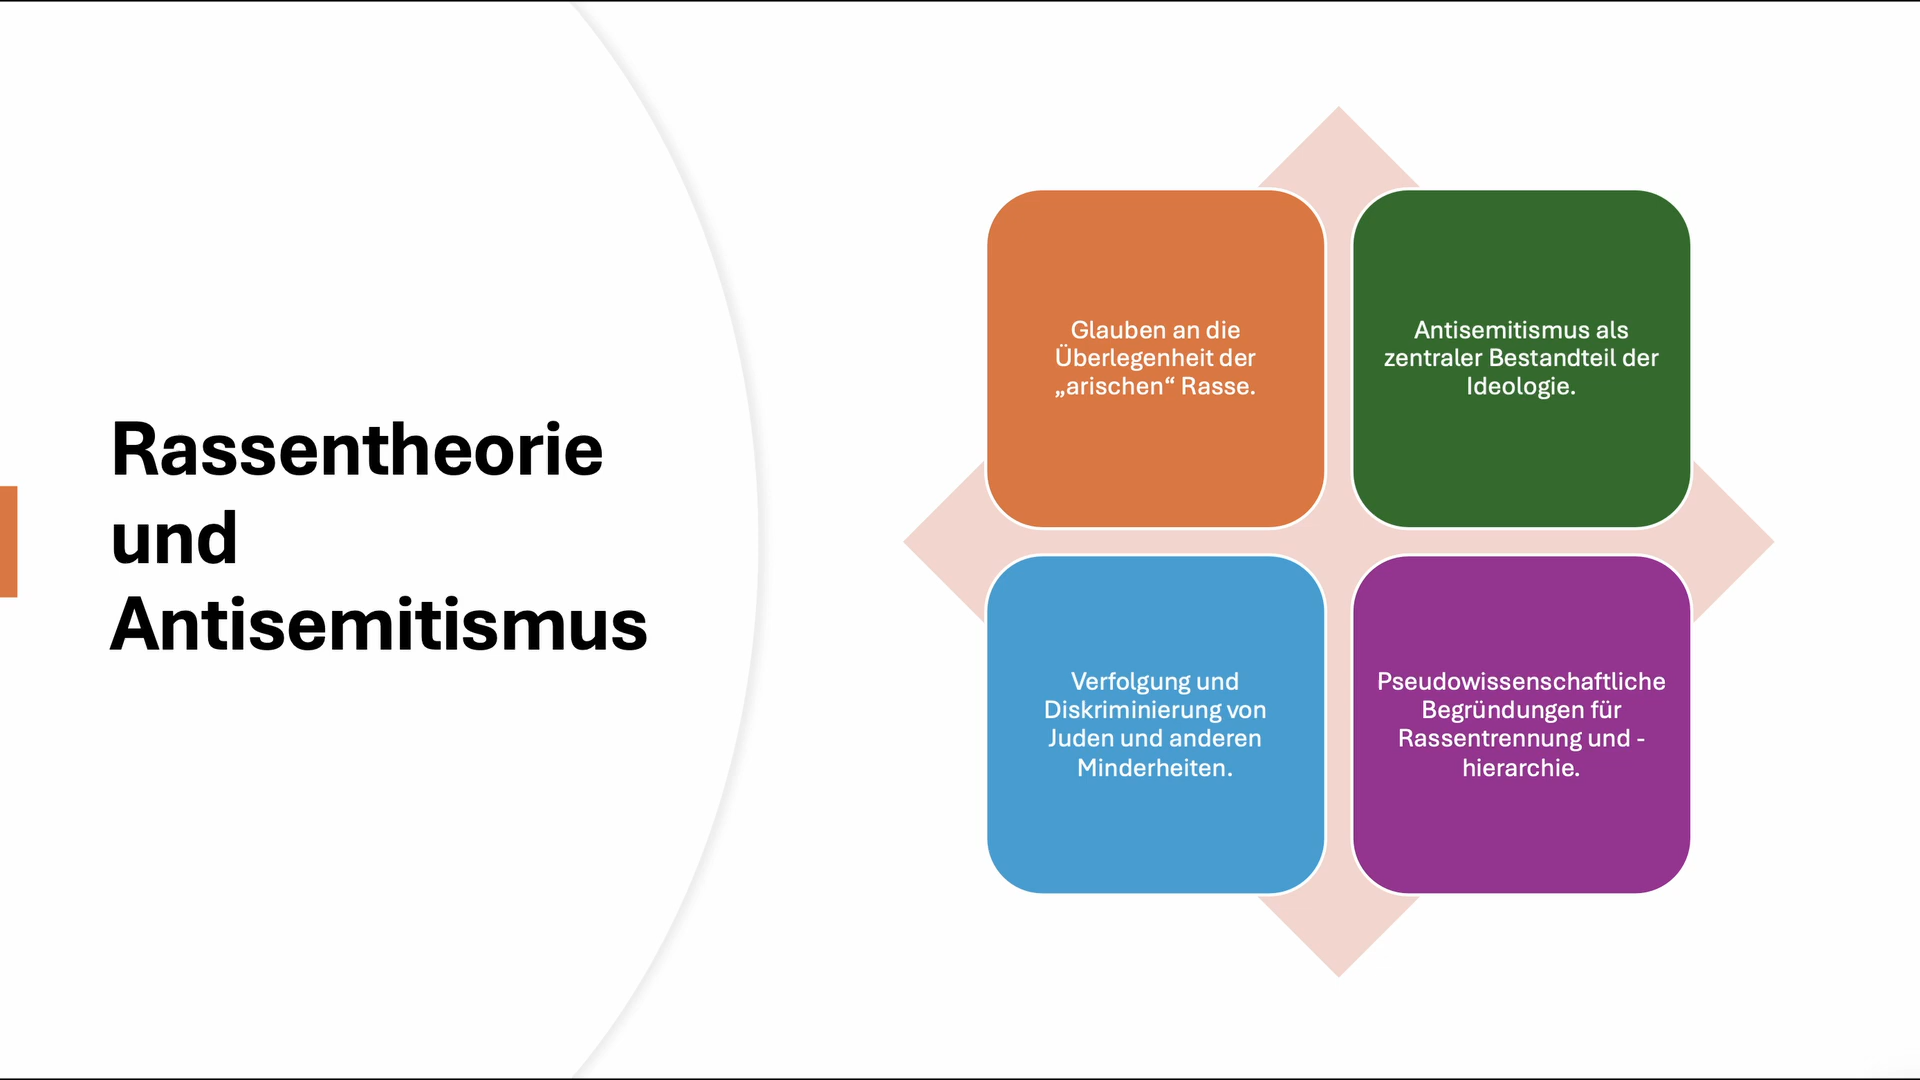 Rassentheorie
und
Antisemitismus
Glauben an die
Überlegenheit der
„arischen“ Rasse.
Antisemitismus als
zentraler Bestandteil der
Ideologie.
Verfolgung und
Diskriminierung von
Juden und anderen
Minderheiten.
Pseudowissenschaftliche
Begründungen für
Rassentrennung und -
hierarchie.